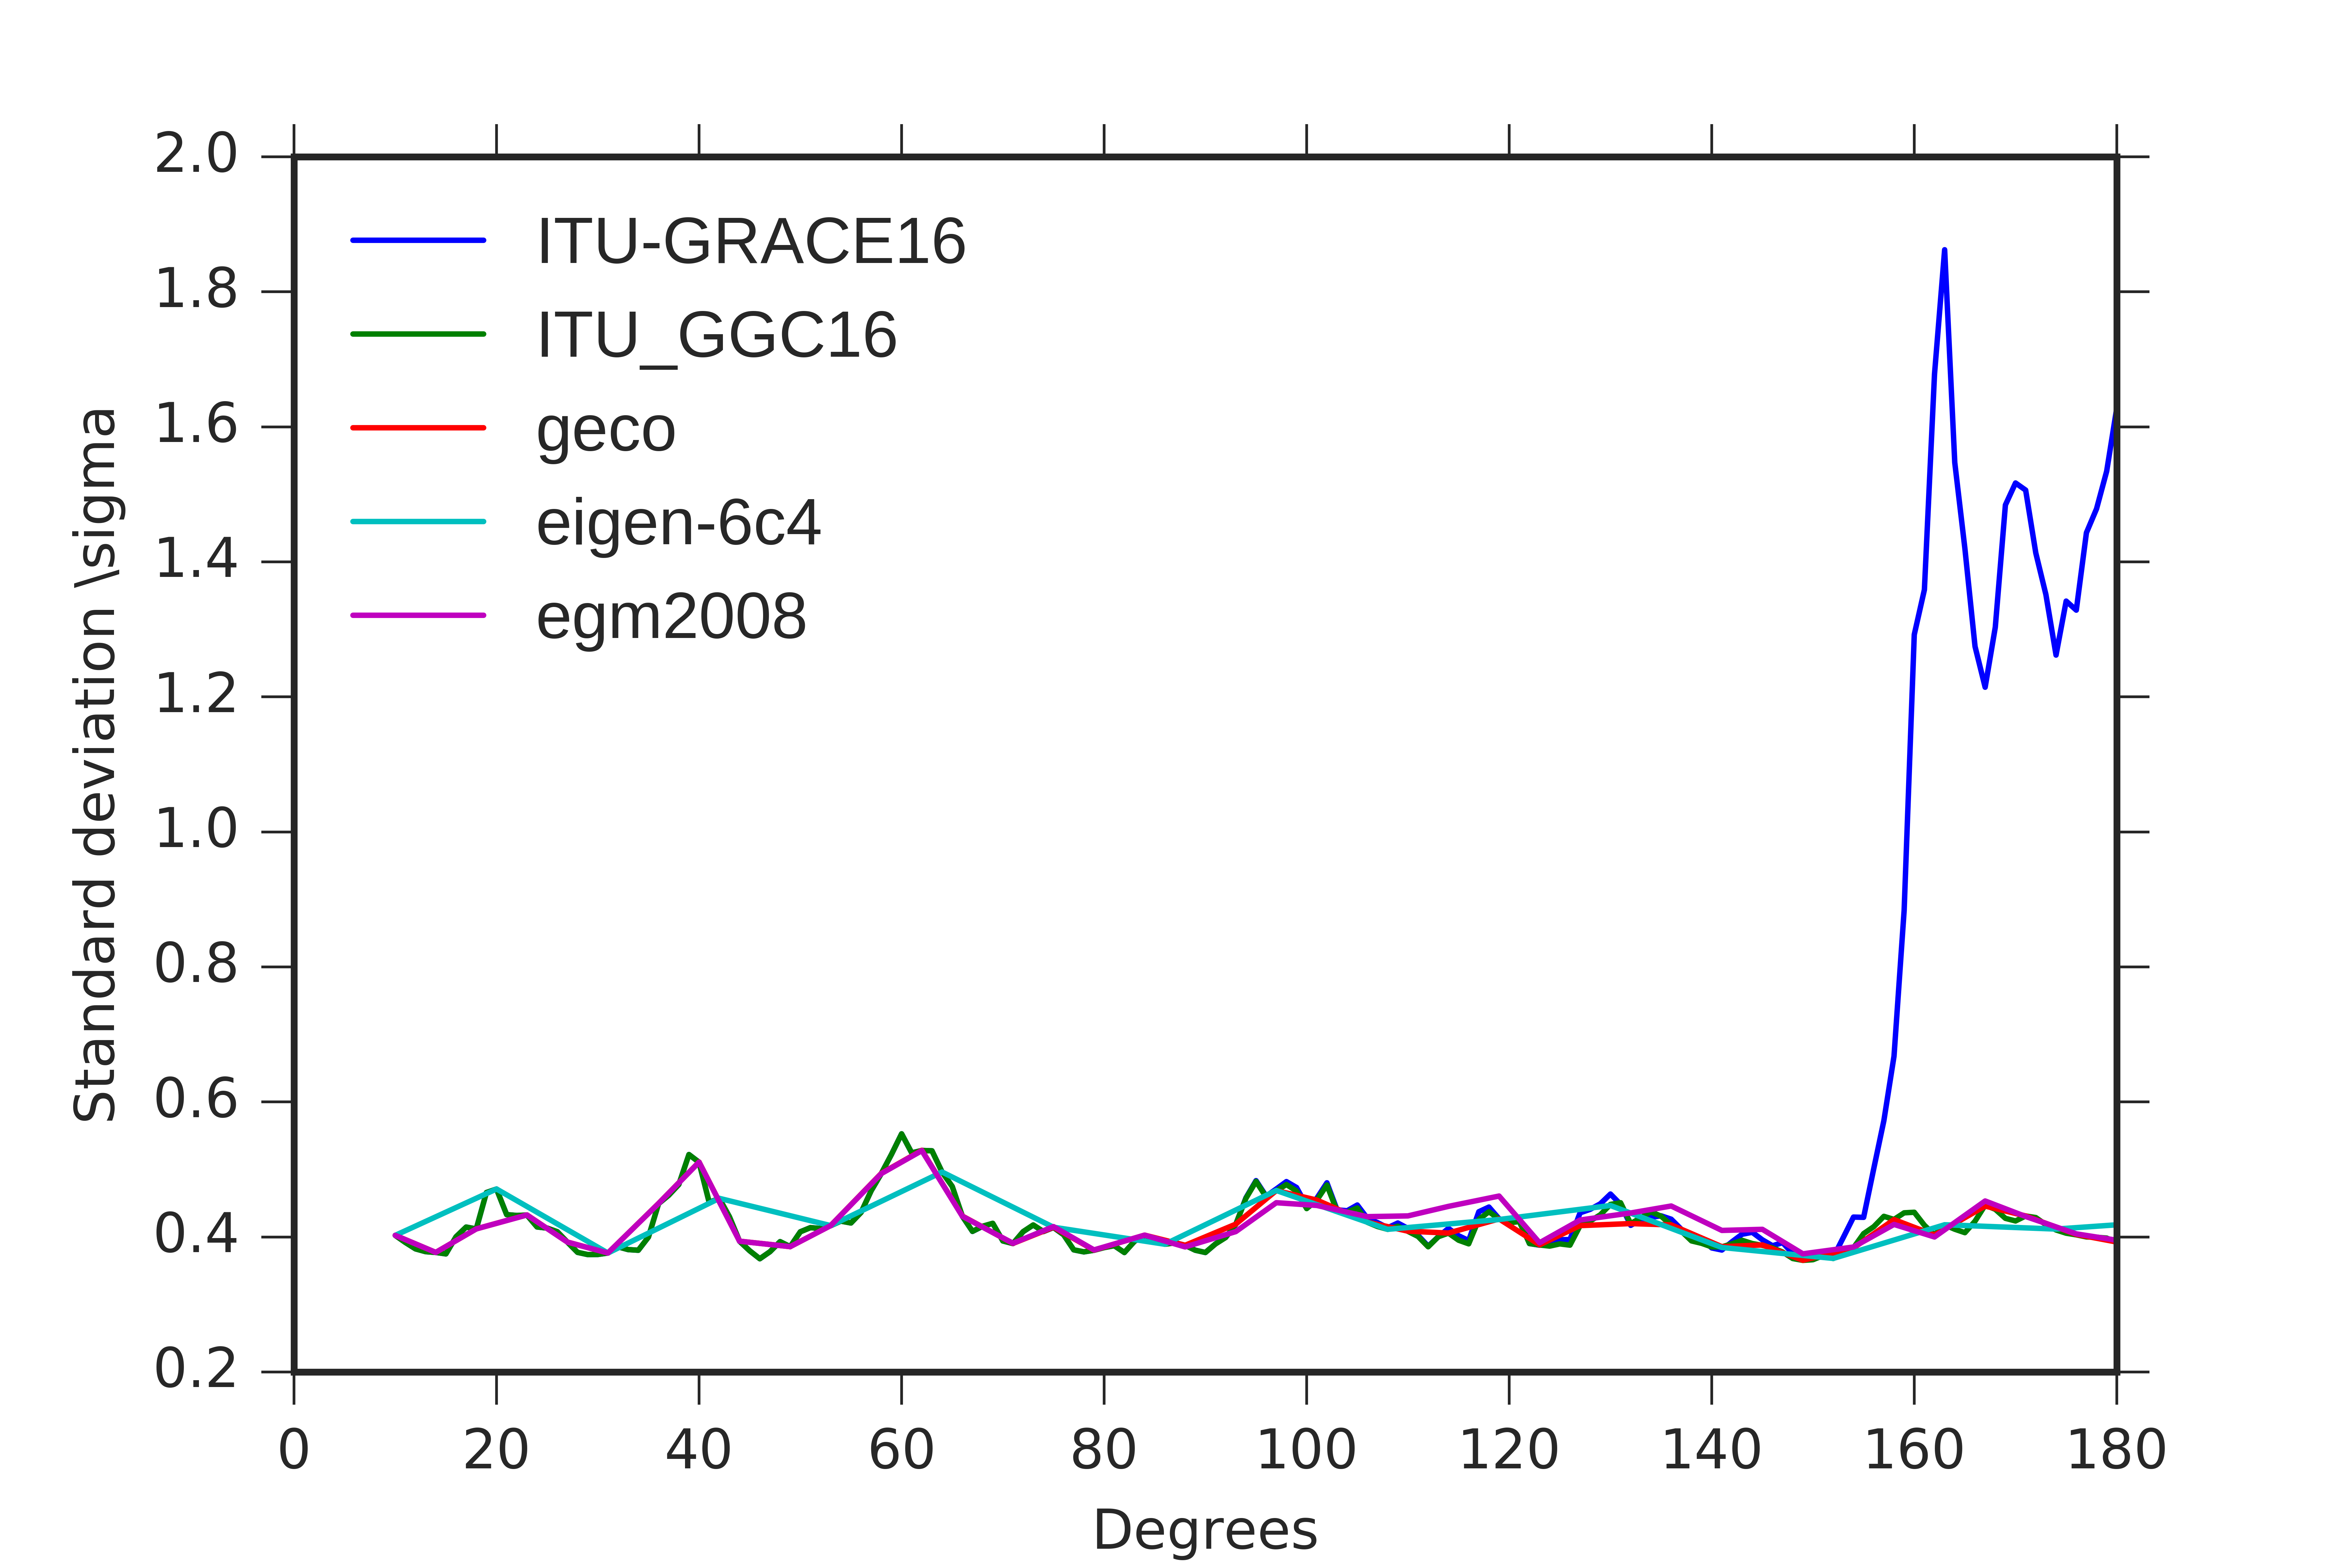 2.0
1.8
1.6
1.4
1.2
1.0
0.8
0.6
0.4
0.2
Standard deviation \sigma
ITU-GRACE16
ITU_GGC16
geco
eigen-6c4
egm2008
0 20 40 60 80 100 120 140 160 180
Degrees